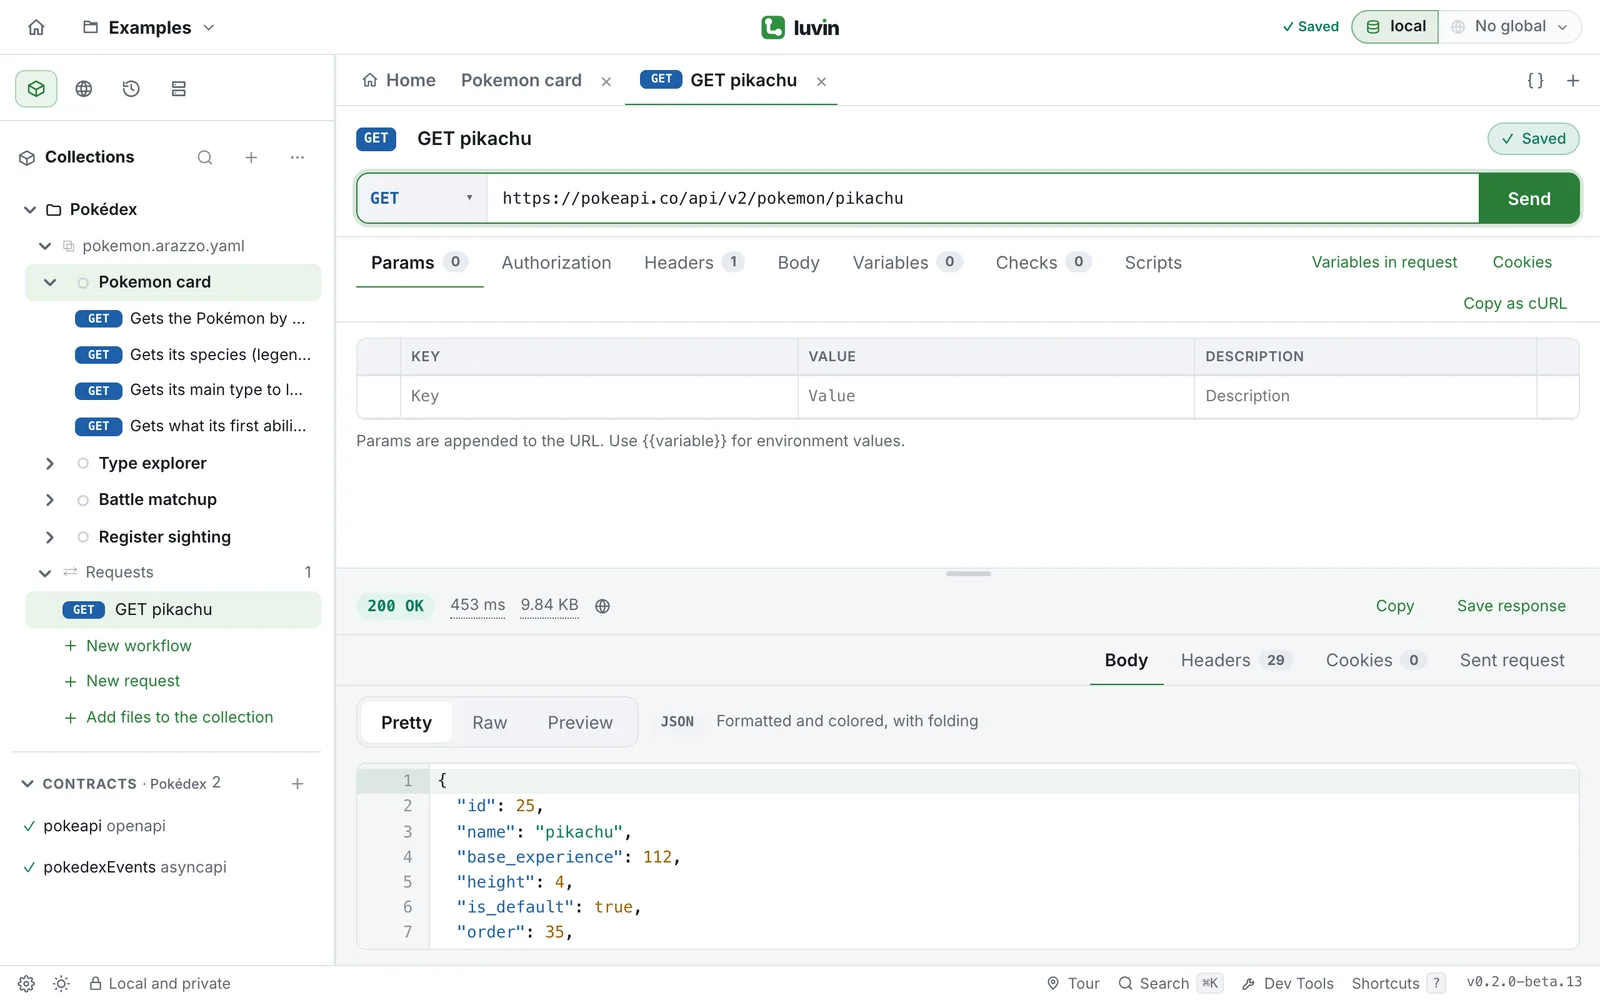 Examples
luvin
Saved
local
No global
Home
Pokemon card
GET GET pikachu
{ }
Collections
GET GET pikachu
Saved
GET
https://pokeapi.co/api/v2/pokemon/pikachu
Send
Pokédex
pokemon.arazzo.yaml
Pokemon card
GET Gets the Pokémon by ...
GET Gets its species (legen...
GET Gets its main type to l...
GET Gets what its first abili...
Type explorer
Battle matchup
Register sighting
Requests 1
GET GET pikachu
New workflow
New request
Add files to the collection
CONTRACTS · Pokédex 2
pokeapi openapi
pokedexEvents asyncapi
Params 0
Authorization
Headers 1
Body
Variables 0
Checks 0
Scripts
Variables in request
Cookies
Copy as cURL
KEY VALUE DESCRIPTION
Key Value Description
Params are appended to the URL. Use {{variable}} for environment values.
200 OK 453 ms 9.84 KB
Copy
Save response
Body
Headers 29
Cookies 0
Sent request
Pretty Raw Preview
JSON Formatted and colored, with folding
1 {
2 "id": 25,
3 "name": "pikachu",
4 "base_experience": 112,
5 "height": 4,
6 "is_default": true,
7 "order": 35,
Local and private
Tour
Search ⌘K
Dev Tools
Shortcuts ?
v0.2.0-beta.13